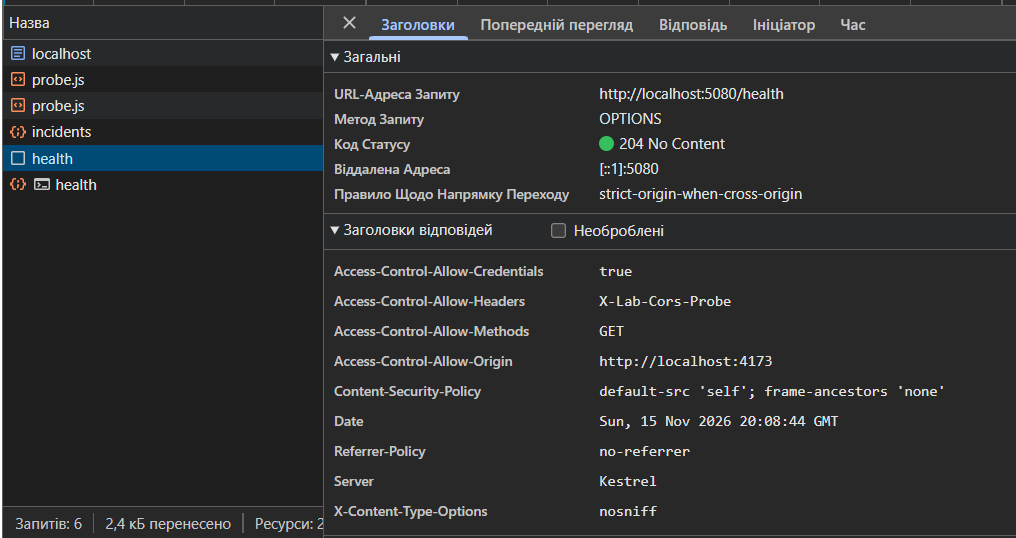 Назва
localhost
probe.js
probe.js
incidents
health
health
Запитів: 6 2,4 кБ перенесено Ресурси: 2
Заголовки Попередній перегляд Відповідь Ініціатор Час
Загальні
URL-Адреса Запиту http://localhost:5080/health
Метод Запиту OPTIONS
Код Статусу 204 No Content
Віддалена Адреса [::1]:5080
Правило Щодо Напрямку Переходу strict-origin-when-cross-origin
Заголовки відповідей Необроблені
Access-Control-Allow-Credentials true
Access-Control-Allow-Headers X-Lab-Cors-Probe
Access-Control-Allow-Methods GET
Access-Control-Allow-Origin http://localhost:4173
Content-Security-Policy default-src 'self'; frame-ancestors 'none'
Date Sun, 15 Nov 2026 20:08:44 GMT
Referrer-Policy no-referrer
Server Kestrel
X-Content-Type-Options nosniff